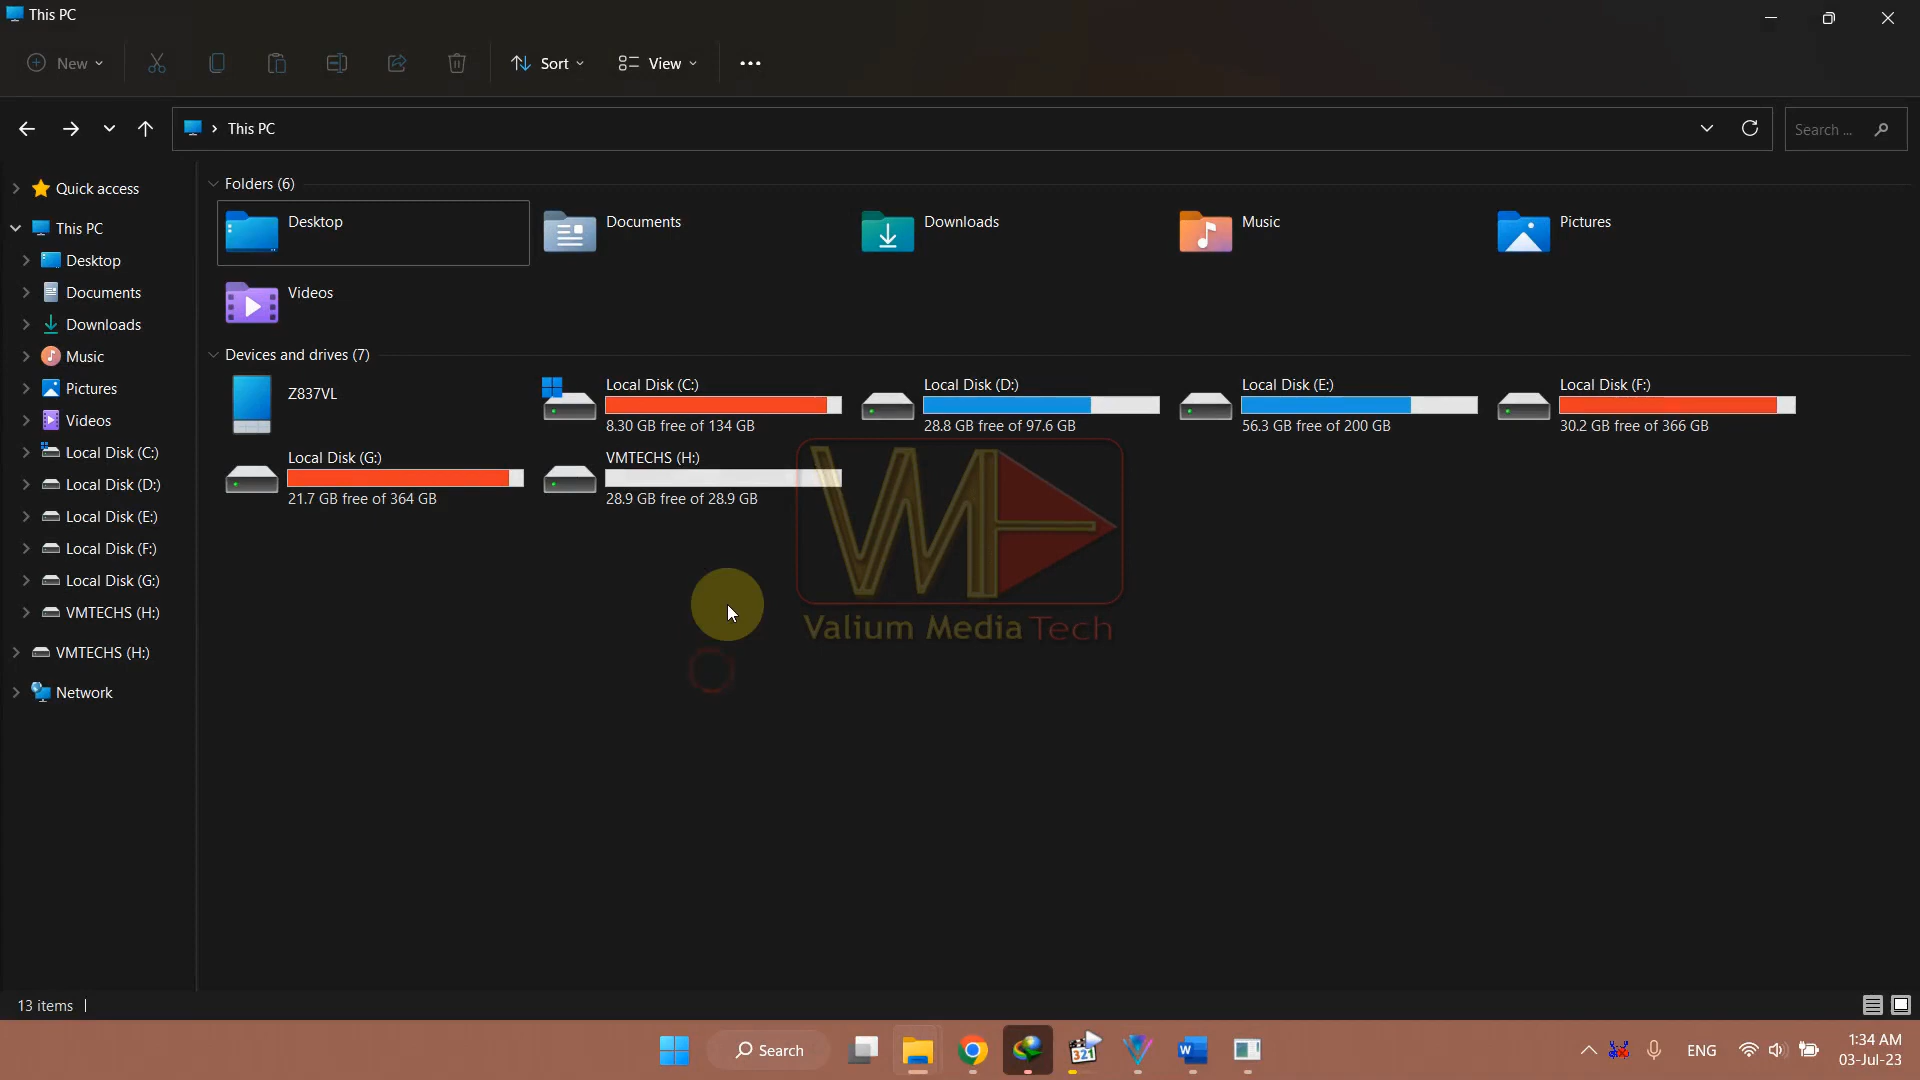 This PC
New
Sort
View
This PC
Search ...
Quick access
This PC
Desktop
Documents
Downloads
Music
Pictures
Videos
Local Disk (C:)
Local Disk (D:)
Local Disk (E:)
Local Disk (F:)
Local Disk (G:)
VMTECHS (H:)
VMTECHS (H:)
Network
Folders (6)
Desktop
Documents
Downloads
Music
Pictures
Videos
Devices and drives (7)
Z837VL
Local Disk (C:)
8.30 GB free of 134 GB
Local Disk (D:)
28.8 GB free of 97.6 GB
Local Disk (E:)
56.3 GB free of 200 GB
Local Disk (F:)
30.2 GB free of 366 GB
Local Disk (G:)
21.7 GB free of 364 GB
VMTECHS (H:)
28.9 GB free of 28.9 GB
VM
Valium Media Tech
13 items
Search
321
W
ENG
1:34 AM
03-Jul-23